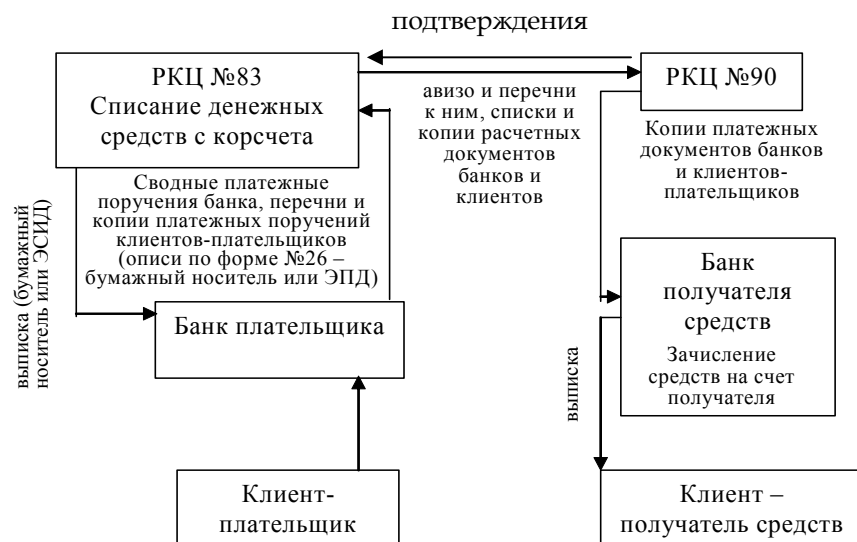 подтверждения
РКЦ №83
Списание денежных
средств с корсчета
РКЦ №90
авизо и перечни
к ним, списки и
копии расчетных
документов
банков и
клиентов
Копии платежных
документов банков
и клиентов-
плательщиков
Сводные платежные
поручения банка, перечни и
копии платежных поручений
клиентов-плательщиков
(описи по форме №26 –
бумажный носитель или ЭПД)
выписка (бумажный
носитель или ЭСИД)
Банк плательщика
Банк
получателя
средств
Зачисление
средств на счет
получателя
выписка
Клиент-
плательщик
Клиент –
получатель средств